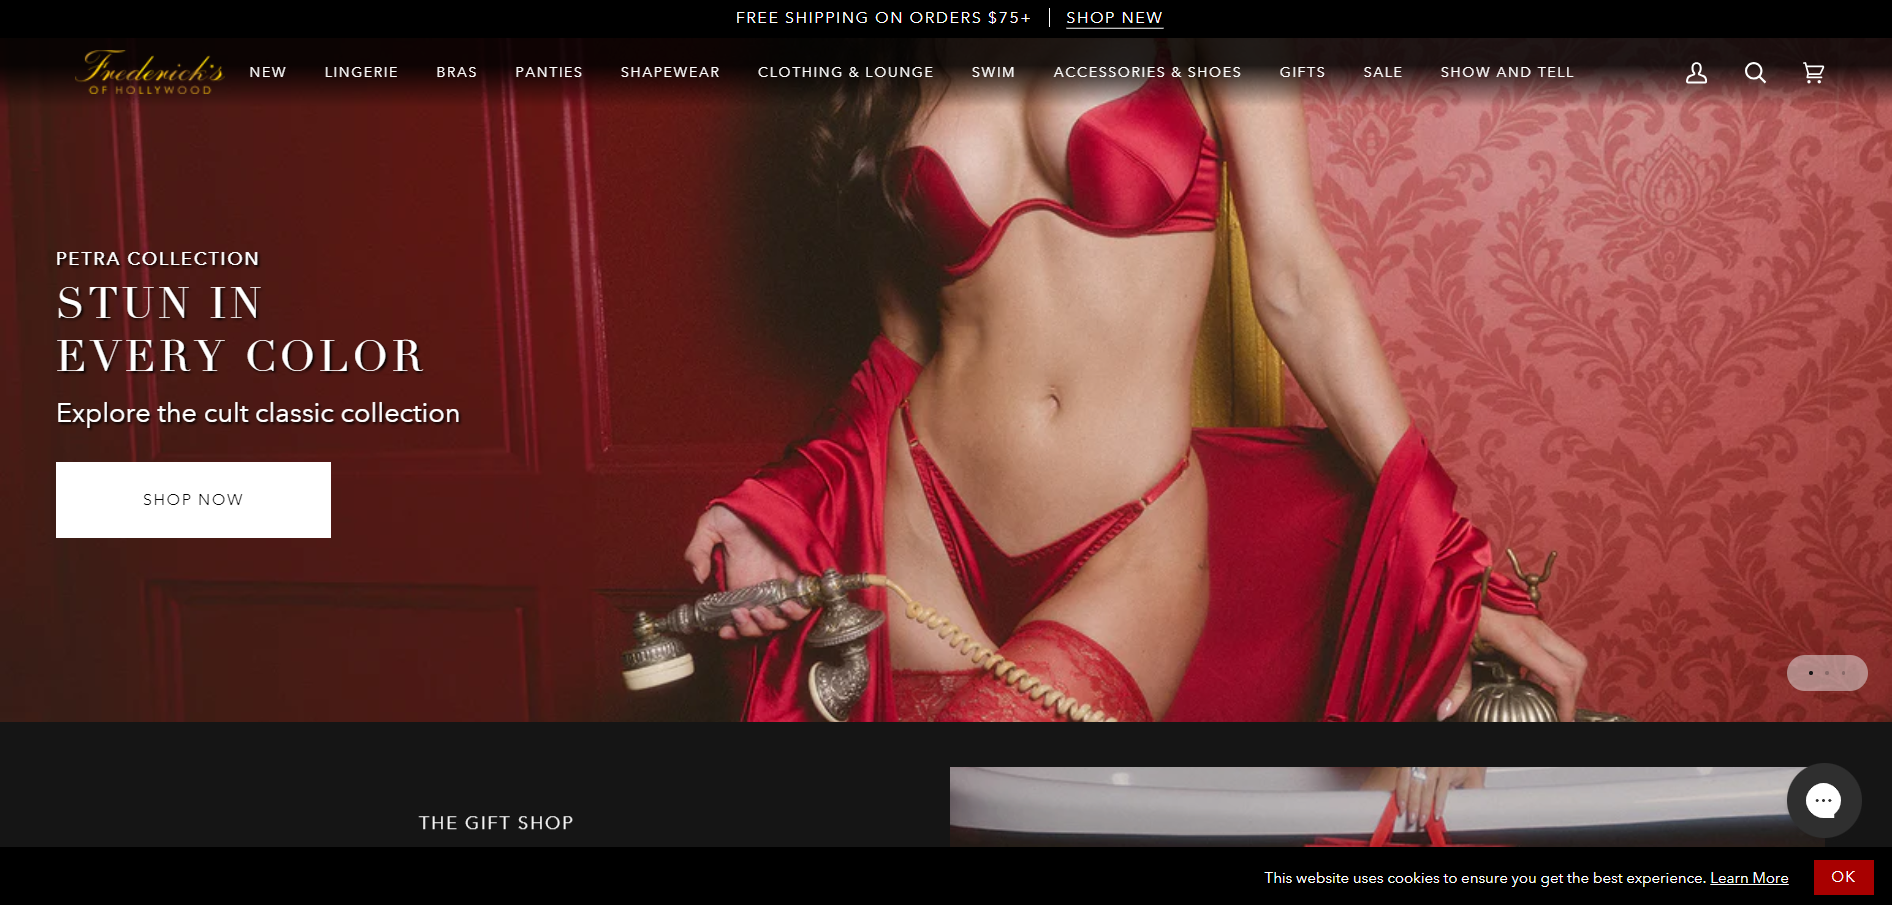 FREE SHIPPING ON ORDERS $75+ SHOP NEW
Frederick's
OF HOLLYWOOD
NEW LINGERIE BRAS PANTIES SHAPEWEAR CLOTHING & LOUNGE SWIM ACCESSORIES & SHOES GIFTS SALE SHOW AND TELL
PETRA COLLECTION
STUN IN
EVERY COLOR
Explore the cult classic collection
SHOP NOW
THE GIFT SHOP
This website uses cookies to ensure you get the best experience. Learn More OK